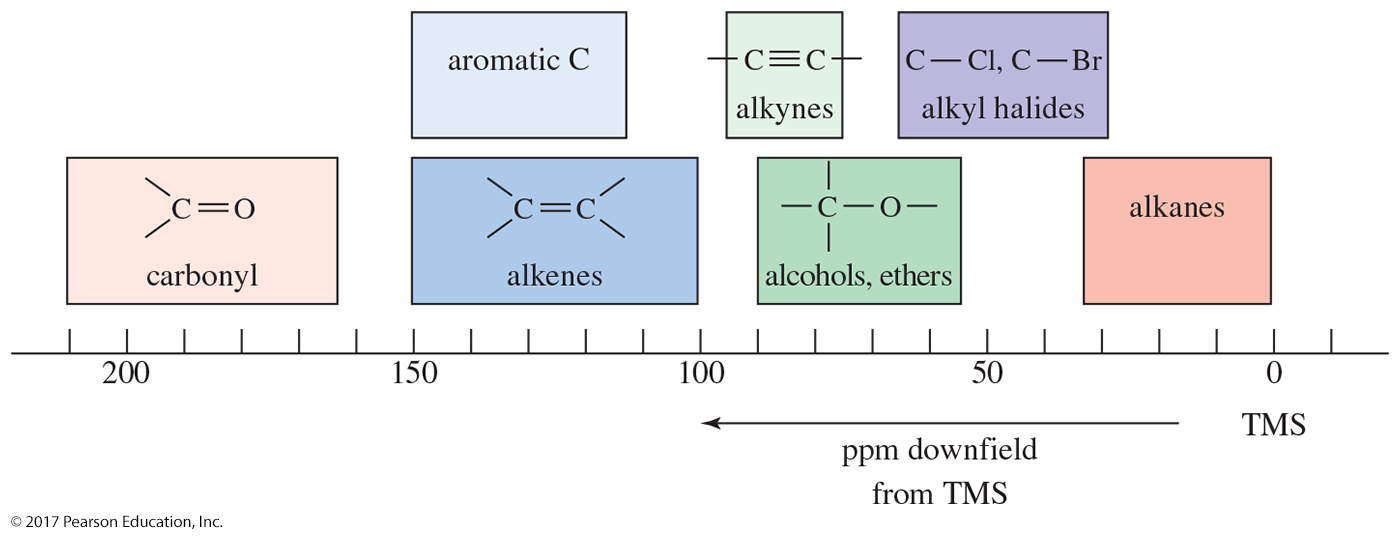 aromatic C
—C≡C—
alkynes
C—Cl, C—Br
alkyl halides
C=O
carbonyl
C=C
alkenes
—C—O—
alcohols, ethers
alkanes
200 150 100 50 0
TMS
ppm downfield
from TMS
© 2017 Pearson Education, Inc.